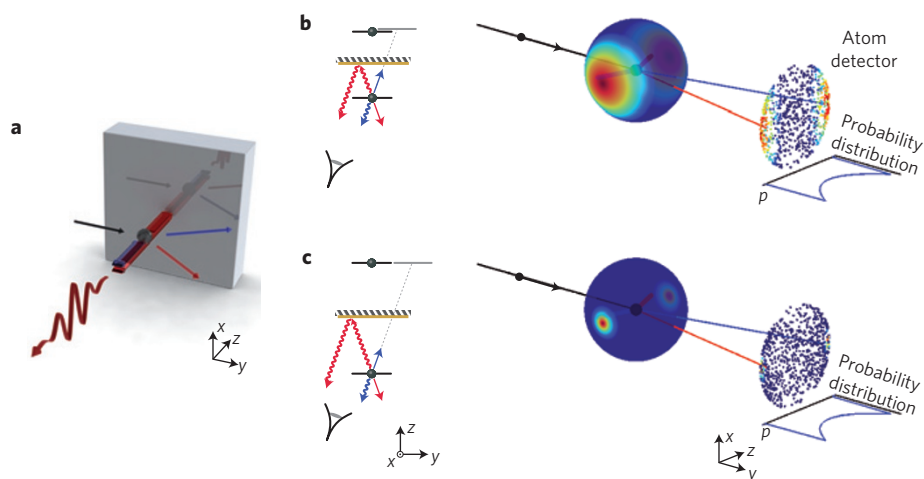 a
x
z
y
b
Atom
detector
Probability
distribution
p
c
z
x
y
Probability
distribution
p
x
z
y